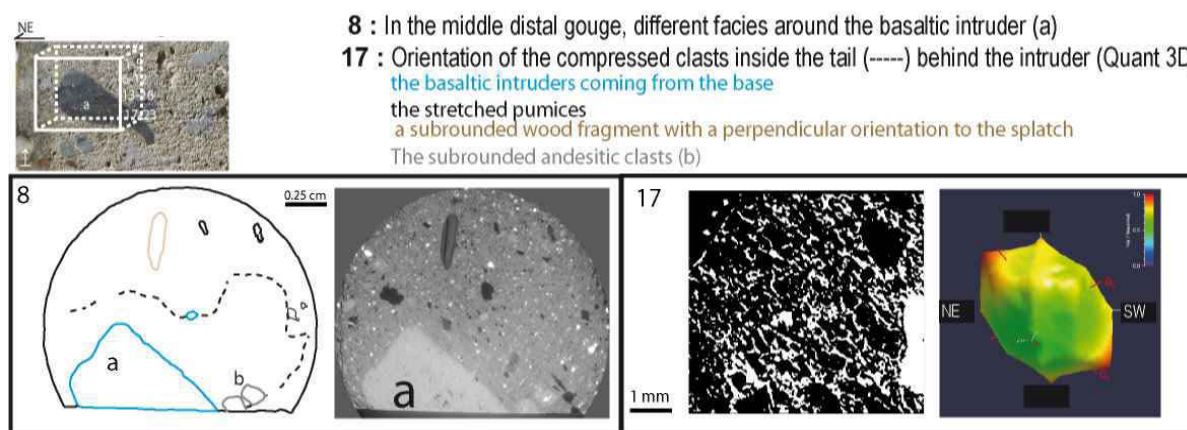 NE
8 : In the middle distal gouge, different facies around the basaltic intruder (a)
17 : Orientation of the compressed clasts inside the tail (-----) behind the intruder (Quant 3D
the basaltic intruders coming from the base
the stretched pumices
a subrounded wood fragment with a perpendicular orientation to the splatch
The subrounded andesitic clasts (b)
a
8
0.25 cm
a
b
a
17
1 mm
NE
SW